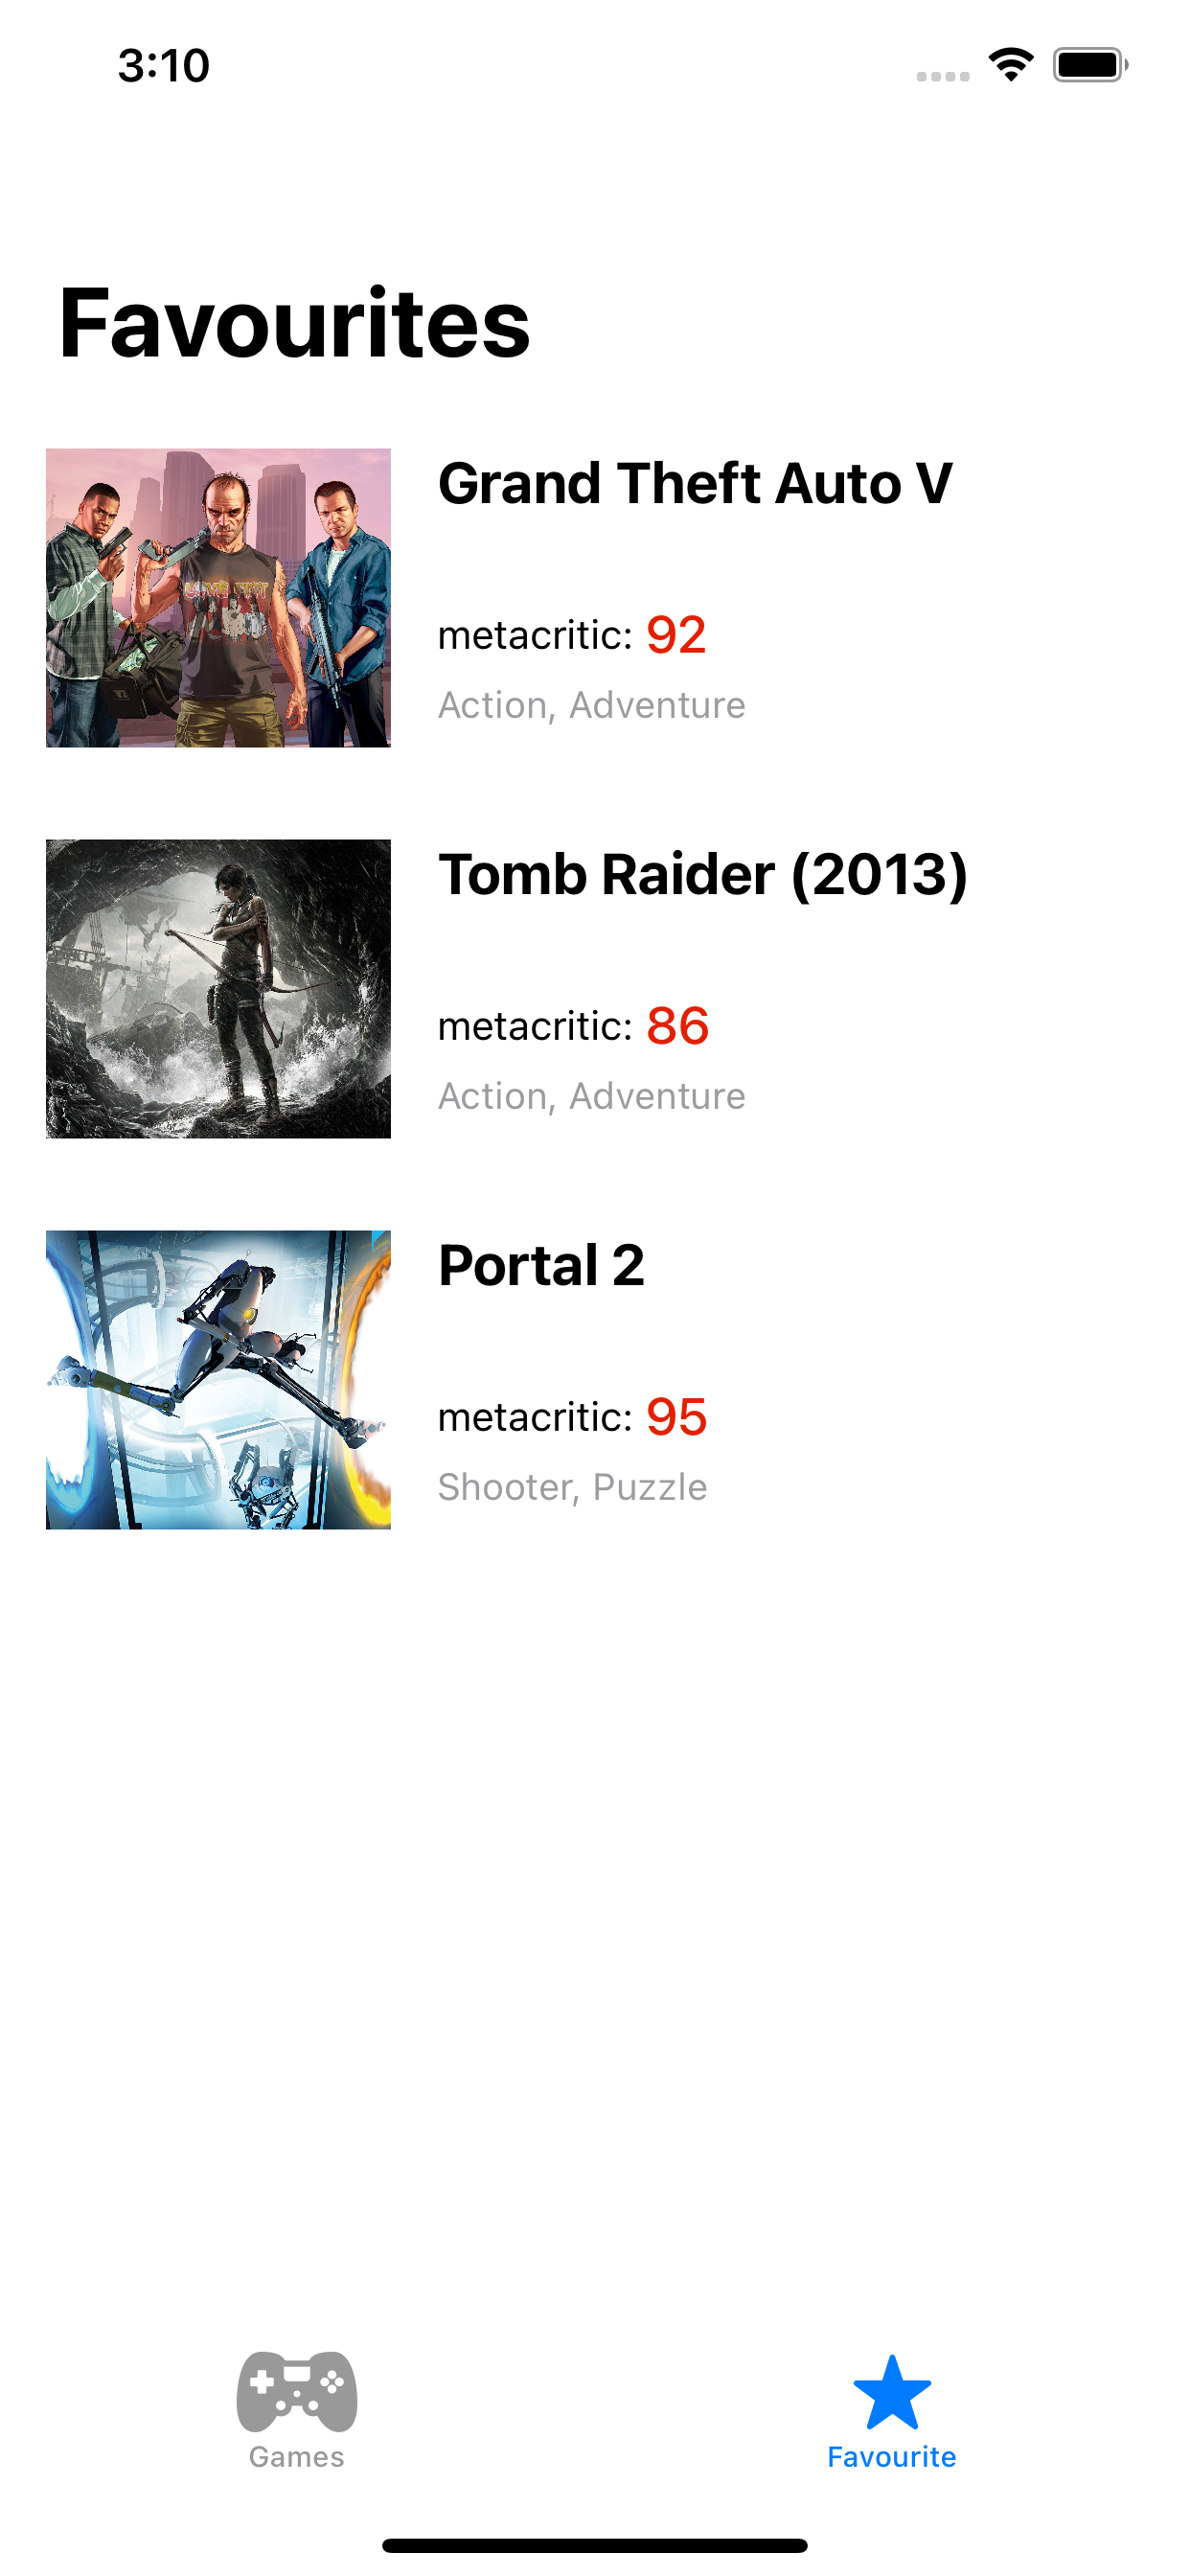 3:10
Favourites
Grand Theft Auto V
metacritic: 92
Action, Adventure
Tomb Raider (2013)
metacritic: 86
Action, Adventure
Portal 2
metacritic: 95
Shooter, Puzzle
Games
Favourite